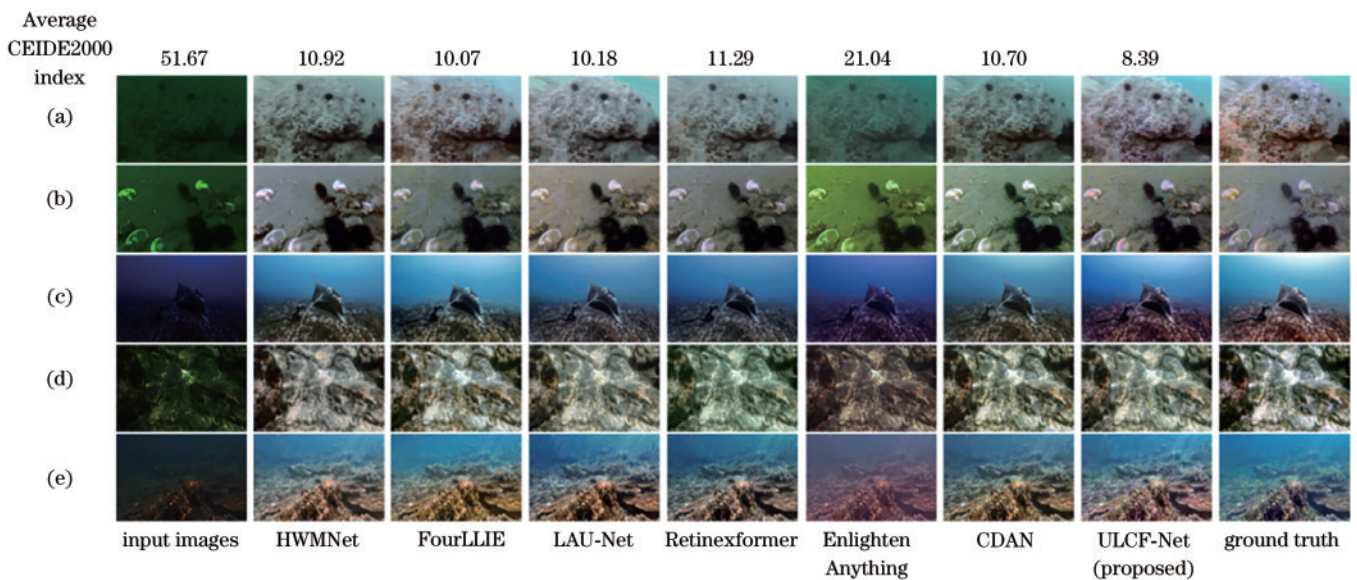 Average
CEIDE2000
index
51.67 10.92 10.07 10.18 11.29 21.04 10.70 8.39
(a)
(b)
(c)
(d)
(e)
input images HWMNet FourLLIE LAU-Net Retinexformer Enlighten CDAN ULCF-Net ground truth
Anything (proposed)